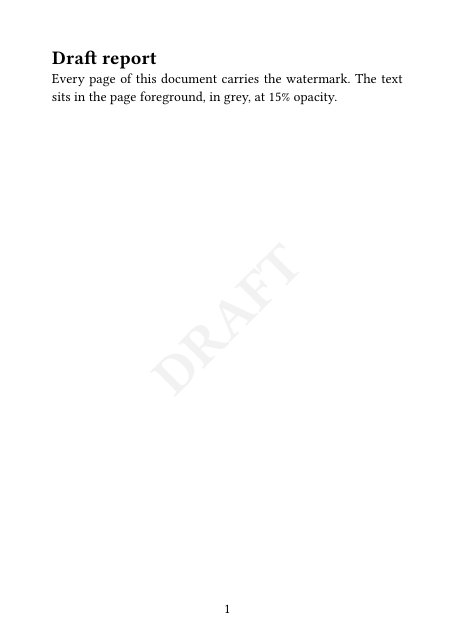 Draft report
Every page of this document carries the watermark. The text
sits in the page foreground, in grey, at 15% opacity.
DRAFT
1